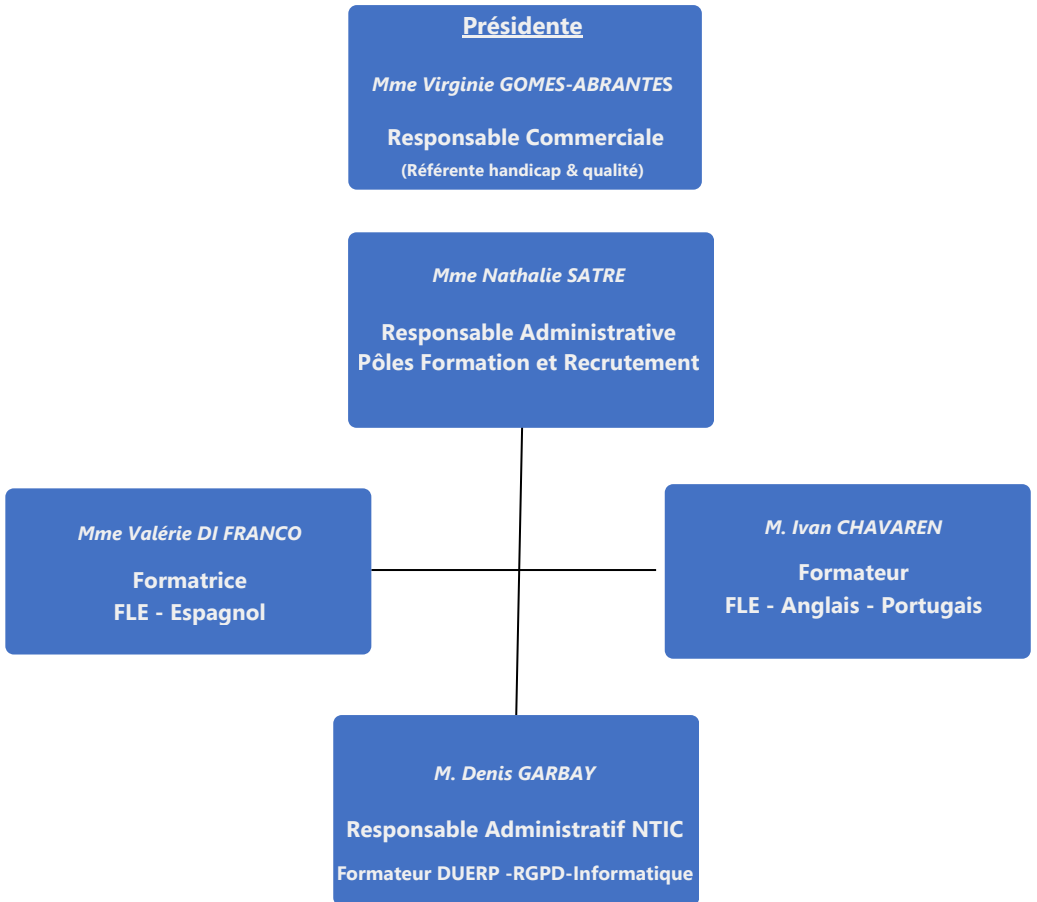 Présidente
Mme Virginie GOMES-ABRANTES
Responsable Commerciale
(Référente handicap & qualité)
Mme Nathalie SATRE
Responsable Administrative
Pôles Formation et Recrutement
Mme Valérie DI FRANCO
Formatrice
FLE - Espagnol
M. Ivan CHAVAREN
Formateur
FLE - Anglais - Portugais
M. Denis GARBAY
Responsable Administratif NTIC
Formateur DUERP -RGPD-Informatique